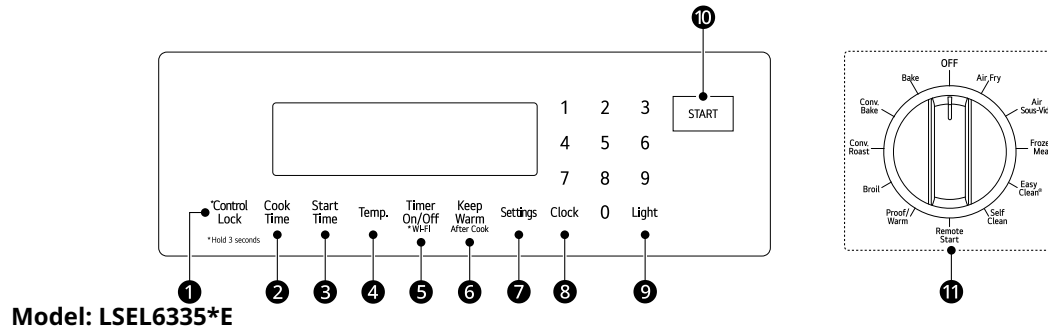 10
1 2 3
START
4 5 6
7 8 9
*Control
Lock
*Hold 3 seconds
Cook
Time
Start
Time
Temp.
Timer
On/Off
*WI-FI
Keep
Warm
After Cook
Settings
Clock
0
Light
1
2
3
4
5
6
7
8
9
OFF
Bake
Air Fry
Conv.
Bake
Air
Sous-Vid
Conv.
Roast
Froze
Mea
Broil
Easy
Clean®
Proof/
Warm
Self
Clean
Remote
Start
11
Model: LSEL6335*E